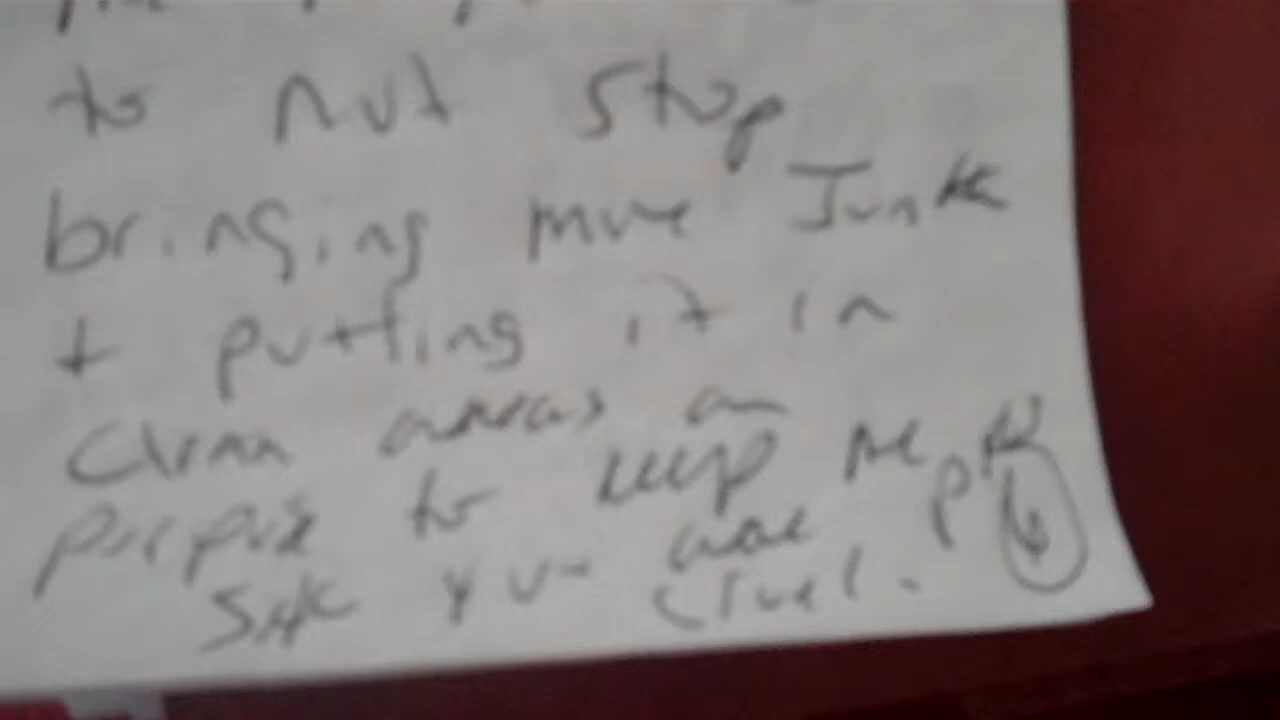 to not stop
bringing more Junk
+ putting it in
clean areas on
purpose to keep me
sick you are
cruel.